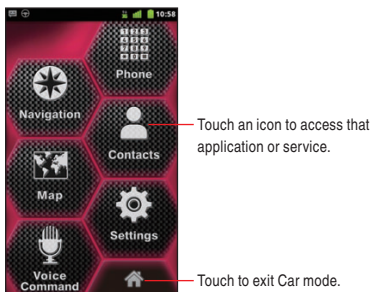 10:58
Phone
Navigation
Contacts
Map
Settings
Voice
Command
Touch an icon to access that
application or service.
Touch to exit Car mode.